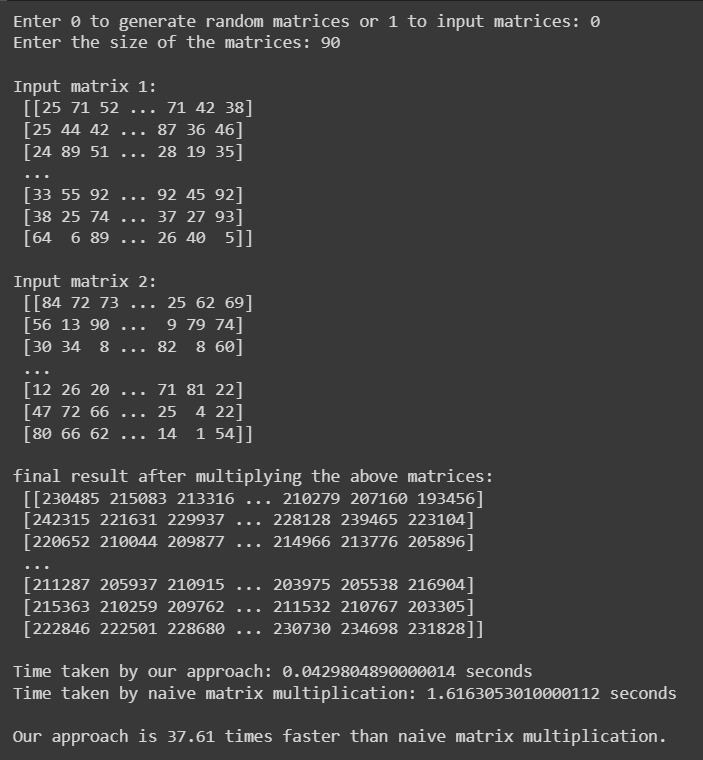 Enter 0 to generate random matrices or 1 to input matrices: 0
Enter the size of the matrices: 90
Input matrix 1:
[[25 71 52 ... 71 42 38]
[25 44 42 ... 87 36 46]
[24 89 51 ... 28 19 35]
...
[33 55 92 ... 92 45 92]
[38 25 74 ... 37 27 93]
[64  6 89 ... 26 40  5]]
Input matrix 2:
[[84 72 73 ... 25 62 69]
[56 13 90 ...  9 79 74]
[30 34  8 ... 82  8 60]
...
[12 26 20 ... 71 81 22]
[47 72 66 ... 25  4 22]
[80 66 62 ... 14  1 54]]
final result after multiplying the above matrices:
[[230485 215083 213316 ... 210279 207160 193456]
[242315 221631 229937 ... 228128 239465 223104]
[220652 210044 209877 ... 214966 213776 205896]
...
[211287 205937 210915 ... 203975 205538 216904]
[215363 210259 209762 ... 211532 210767 203305]
[222846 222501 228680 ... 230730 234698 231828]]
Time taken by our approach: 0.0429804890000014 seconds
Time taken by naive matrix multiplication: 1.6163053010000112 seconds
Our approach is 37.61 times faster than naive matrix multiplication.